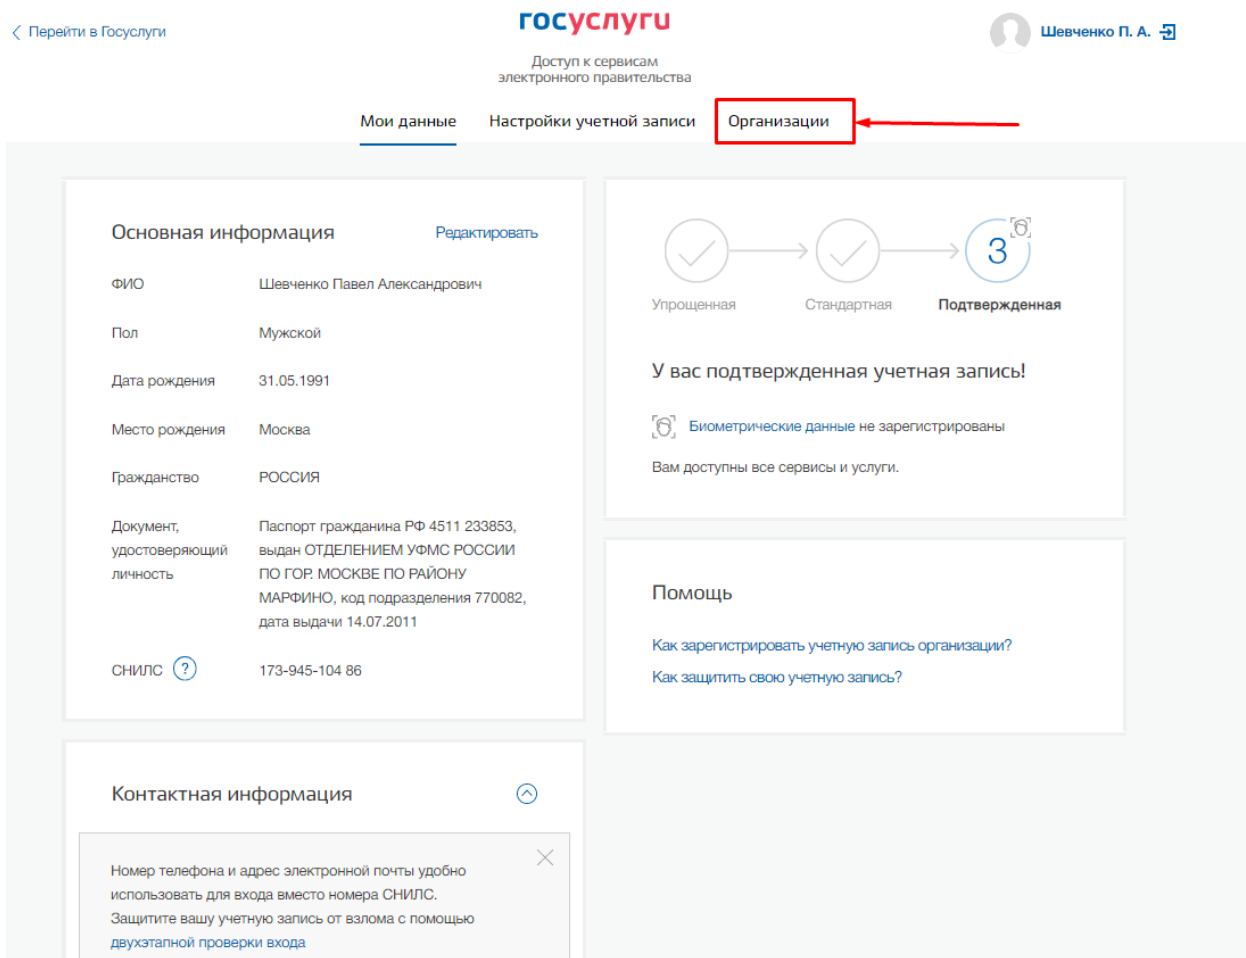 Перейти в Госуслуги
госуслуги
Шевченко П. А.
Доступ к сервисам
электронного правительства
Мои данные
Настройки учетной записи
Организации
Основная информация
Редактировать
ФИО
Шевченко Павел Александрович
Пол
Мужской
Дата рождения
31.05.1991
Место рождения
Москва
Гражданство
РОССИЯ
Документ,
удостоверяющий
личность
Паспорт гражданина РФ 4511 233853,
выдан ОТДЕЛЕНИЕМ УФМС РОССИИ
ПО ГОР. МОСКВЕ ПО РАЙОНУ
МАРФИНО, код подразделения 770082,
дата выдачи 14.07.2011
СНИЛС ?
173-945-104 86
3
Упрощенная
Стандартная
Подтвержденная
У вас подтвержденная учетная запись!
Биометрические данные не зарегистрированы
Вам доступны все сервисы и услуги.
Помощь
Как зарегистрировать учетную запись организации?
Как защитить свою учетную запись?
Контактная информация
Номер телефона и адрес электронной почты удобно
использовать для входа вместо номера СНИЛС.
Защитите вашу учетную запись от взлома с помощью
двухэтапной проверки входа